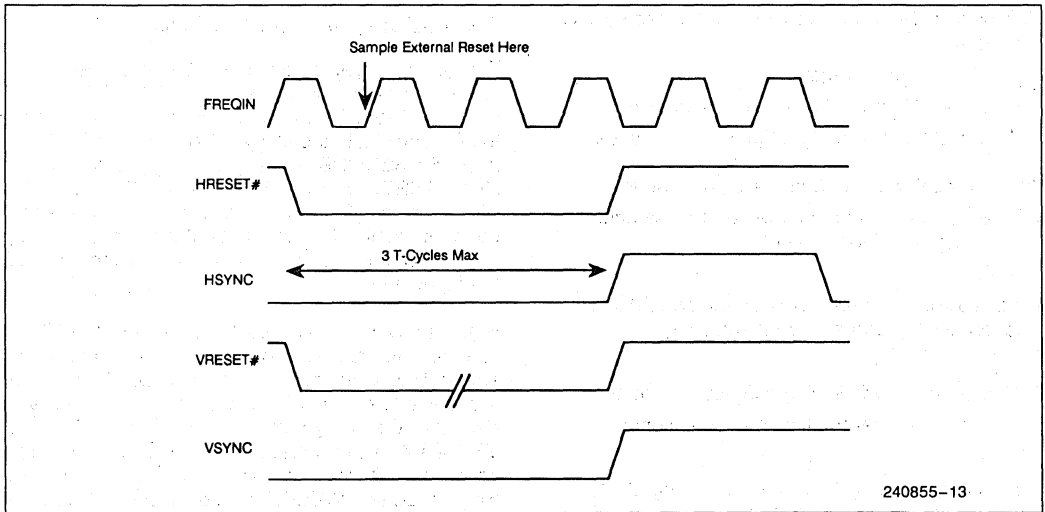 Sample External Reset Here
FREQIN
HRESET#
3 T-Cycles Max
HSYNC
VRESET#
VSYNC
240855–13